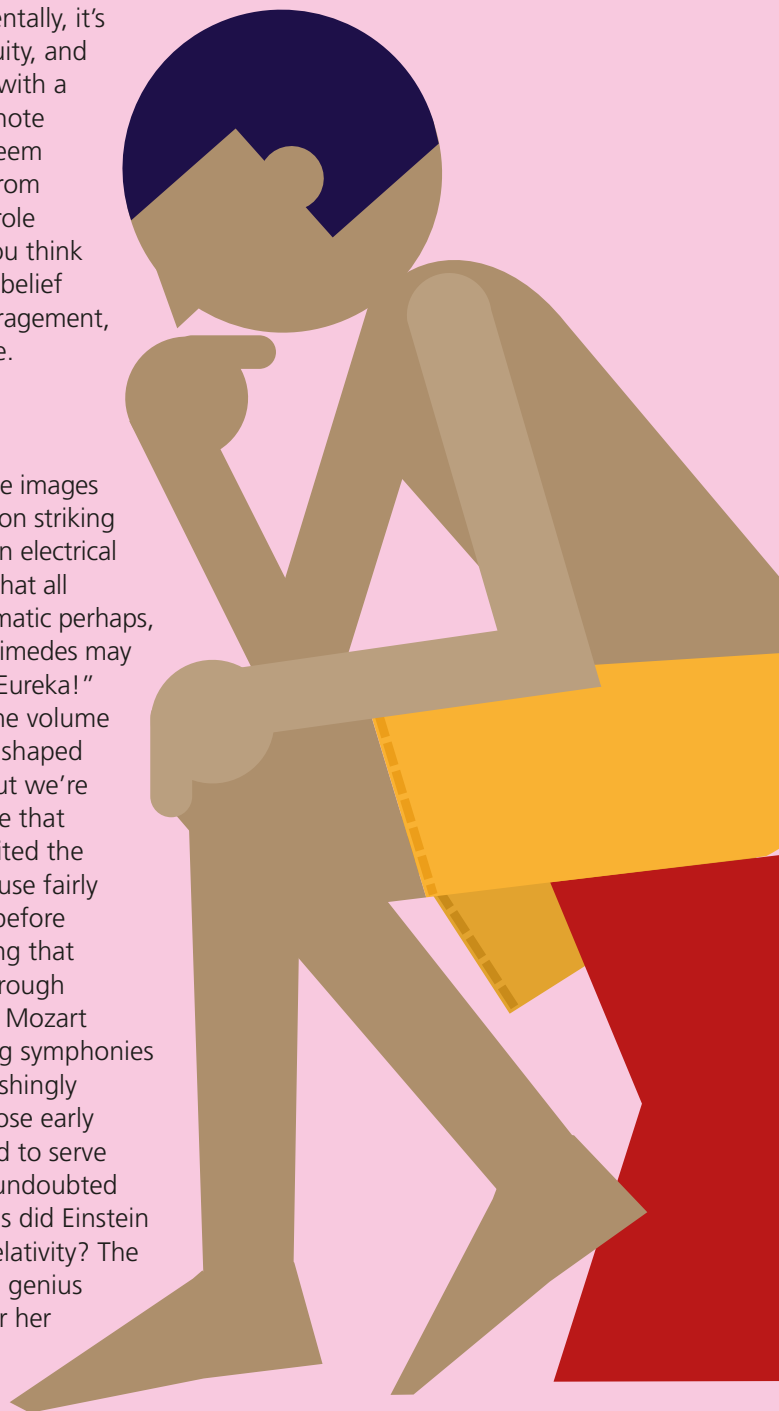 entally, it's
uity, and
with a
note
eem
rom
role
ou think
belief
ragement,
e.
e images
on striking
n electrical
hat all
matic perhaps,
imedes may
Eureka!"
ne volume
shaped
ut we're
e that
ited the
use fairly
before
ng that
rough
Mozart
g symphonies
shingly
ose early
d to serve
undoubted
s did Einstein
elativity? The
genius
r her